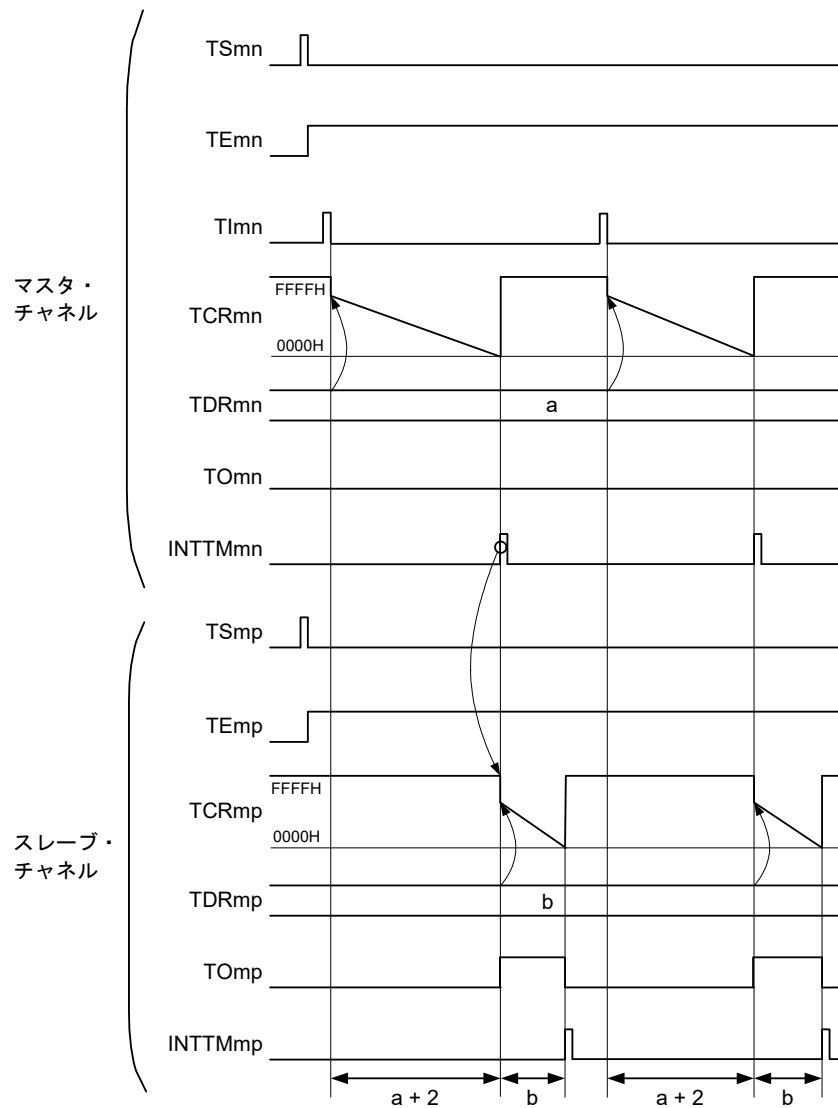 TSmn
TEmn
TImn
マスタ・
チャネル
FFFFH
TCRmn
0000H
TDRmn
a
TOmn
INTTMmn
TSmp
TEmp
FFFFH
TCRmp
0000H
スレーブ・
チャネル
TDRmp
b
TOmp
INTTMmp
a + 2
b
a + 2
b